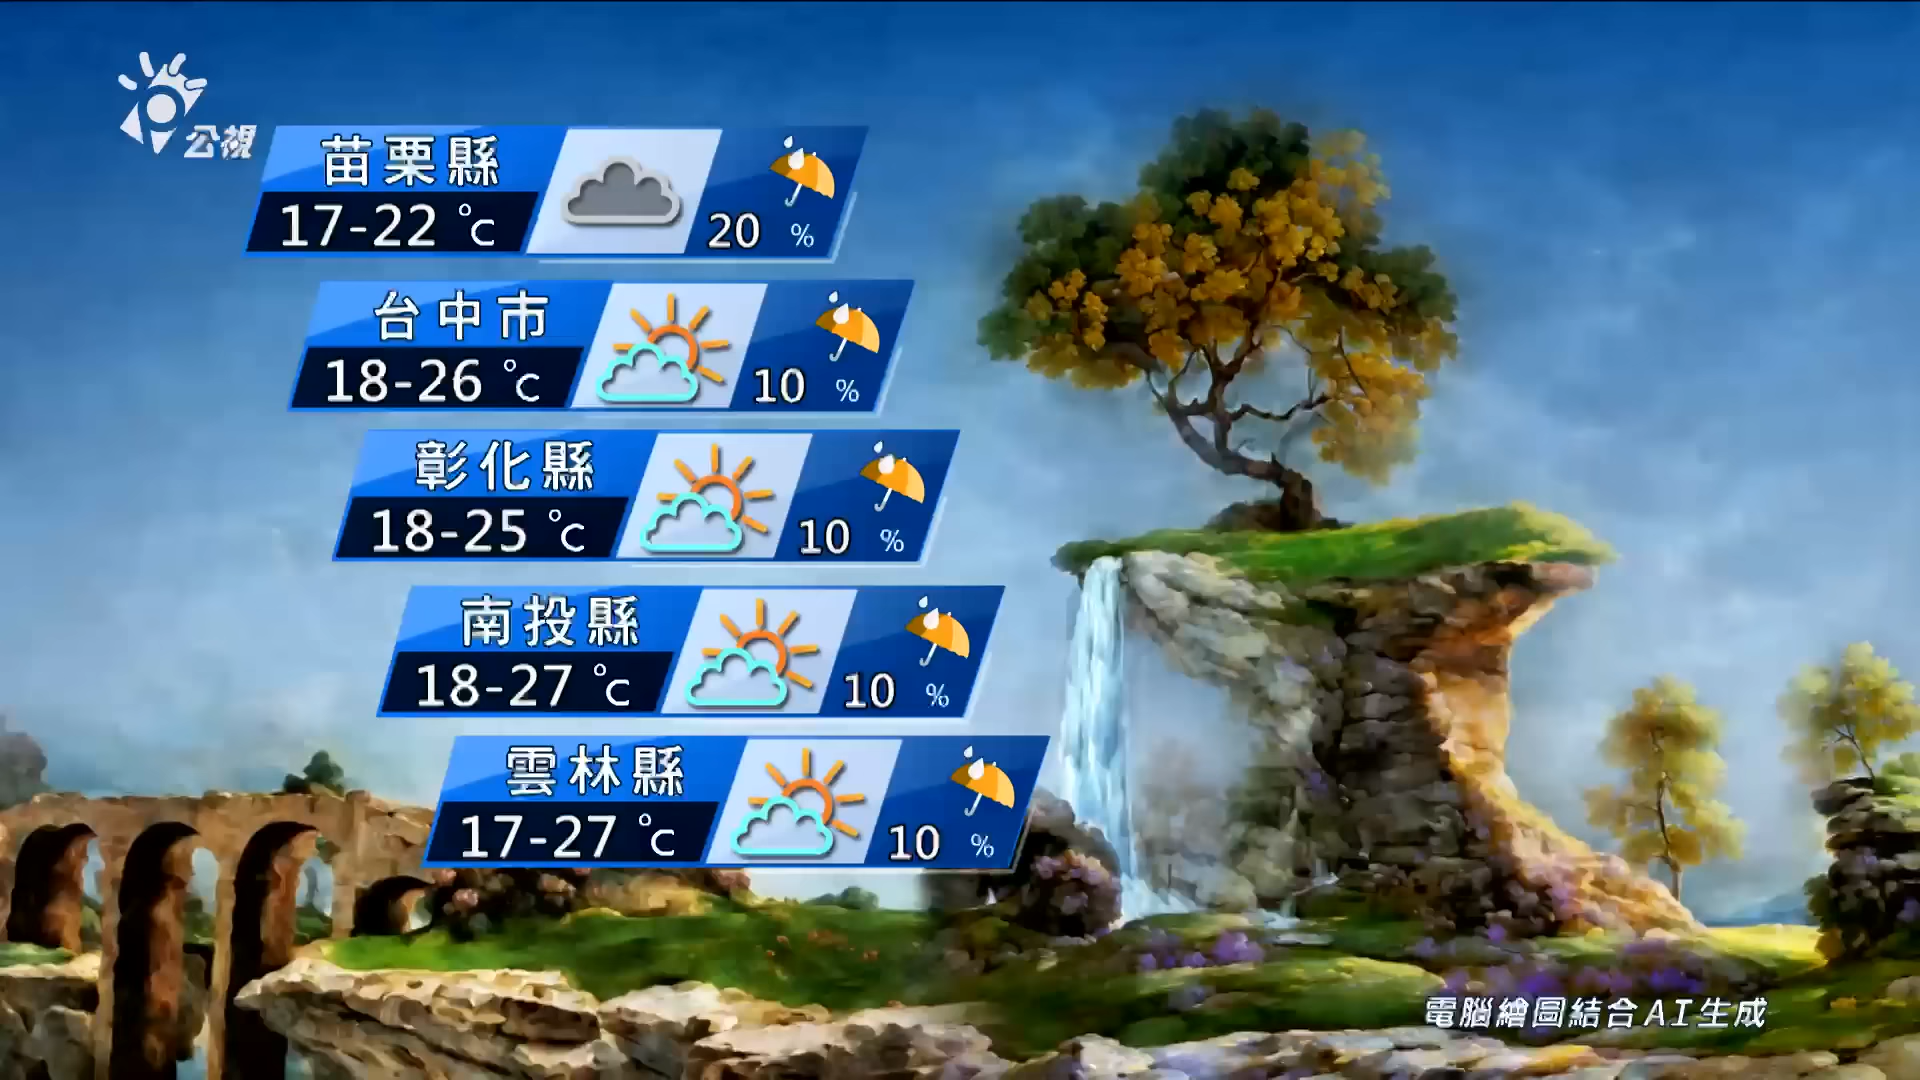 公視
苗栗縣
17-22 °C
20 %
台中市
18-26 °C
10 %
彰化縣
18-25 °C
10 %
南投縣
18-27 °C
10 %
雲林縣
17-27 °C
10 %
電腦繪圖結合AI生成